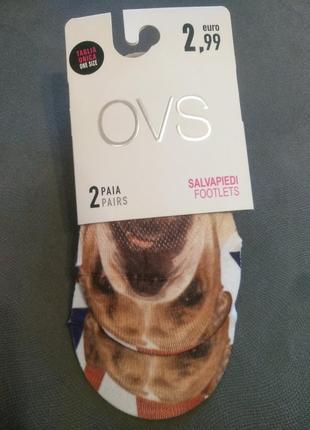 TAGLIA
UNICA
ONE SIZE
euro
2,99
OVS
2 PAIA
PAIRS
SALVAPIEDI
FOOTLETS